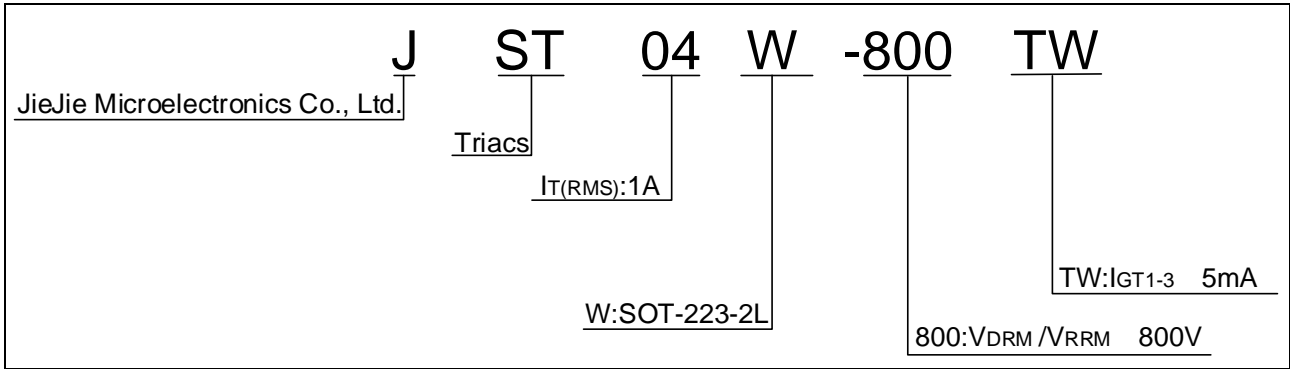 J ST 04 W -800 TW
JieJie Microelectronics Co., Ltd.
Triacs
IT(RMS):1A
TW:IGT1-3 5mA
W:SOT-223-2L
800:VDRM /VRRM 800V